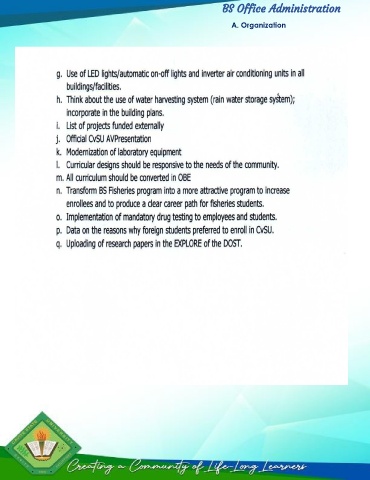 BS Office Administration
A. Organization
g. Use of LED lights/automatic on-off lights and inverter air conditioning units in all
buildings/facilities.
h. Think about the use of water harvesting system (rain water storage system);
incorporate in the building plans.
i. List of projects funded externally
j. Official CvSU AVPresentation
k. Modernization of laboratory equipment
l. Curricular designs should be responsive to the needs of the community.
m. All curriculum should be converted in OBE
n. Transform BS Fisheries program into a more attractive program to increase
enrollees and to produce a clear career path for fisheries students.
o. Implementation of mandatory drug testing to employees and students.
p. Data on the reasons why foreign students preferred to enroll in CvSU.
q. Uploading of research papers in the EXPLORE of the DOST.
Creating a Community of Life-Long Learners